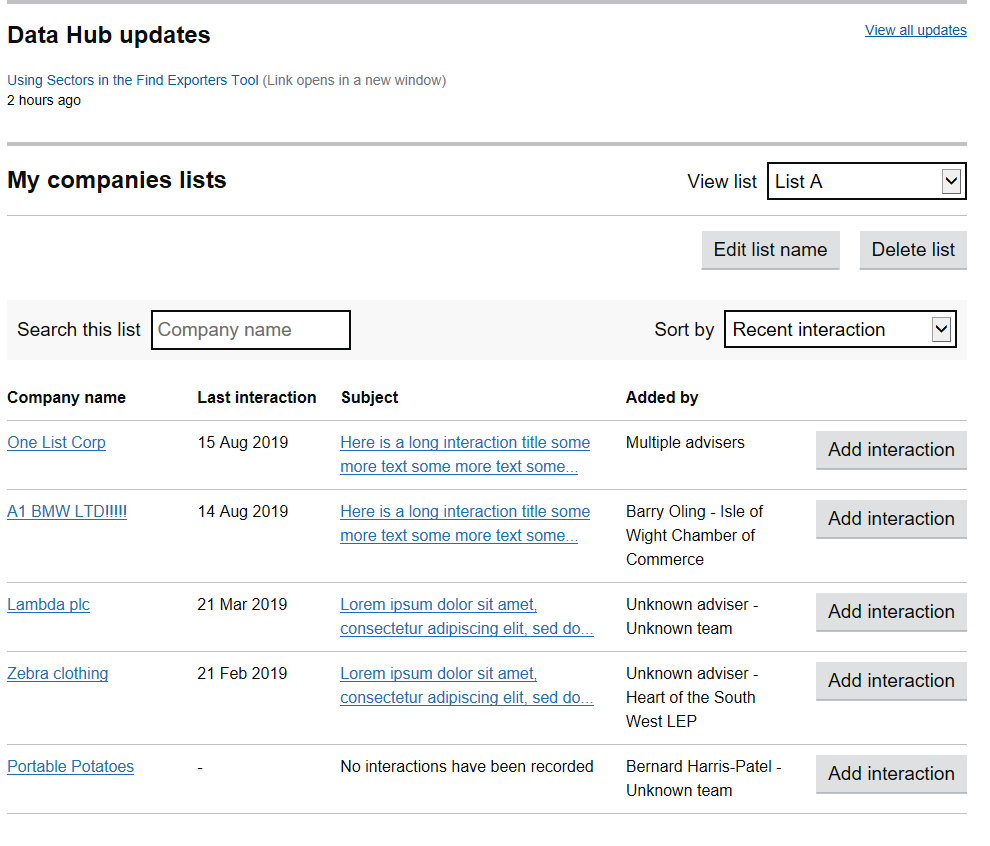 Data Hub updates
View all updates
Using Sectors in the Find Exporters Tool (Link opens in a new window)
2 hours ago
My companies lists
View list List A
Edit list name Delete list
Search this list Company name Sort by Recent interaction
Company name Last interaction Subject Added by
One List Corp 15 Aug 2019 Here is a long interaction title some Multiple advisers Add interaction
more text some more text some...
A1 BMW LTD!!!!! 14 Aug 2019 Here is a long interaction title some Barry Oling - Isle of Add interaction
more text some more text some... Wight Chamber of
Commerce
Lambda plc 21 Mar 2019 Lorem ipsum dolor sit amet, Unknown adviser - Add interaction
consectetur adipiscing elit, sed do... Unknown team
Zebra clothing 21 Feb 2019 Lorem ipsum dolor sit amet, Unknown adviser - Add interaction
consectetur adipiscing elit, sed do... Heart of the South
West LEP
Portable Potatoes - No interactions have been recorded Bernard Harris-Patel - Add interaction
Unknown team